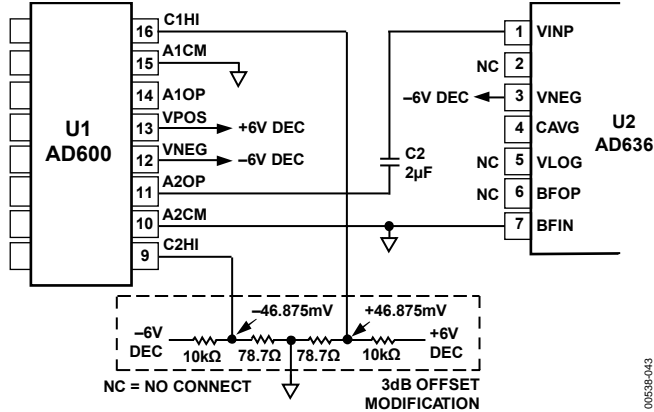 C1HI
16
A1CM
15
14 A1OP
VPOS
13
+6V DEC
VNEG
12
–6V DEC
A2OP
11
A2CM
10
C2HI
9
U1
AD600
C2
2µF
1 VINP
NC 2
–6V DEC 3 VNEG
4 CAVG
NC 5 VLOG
NC 6 BFOP
7 BFIN
U2
AD636
–46.875mV +46.875mV
–6V
DEC
+6V
DEC
10kΩ 78.7Ω 78.7Ω 10kΩ
NC = NO CONNECT
3dB OFFSET
MODIFICATION
00538-043